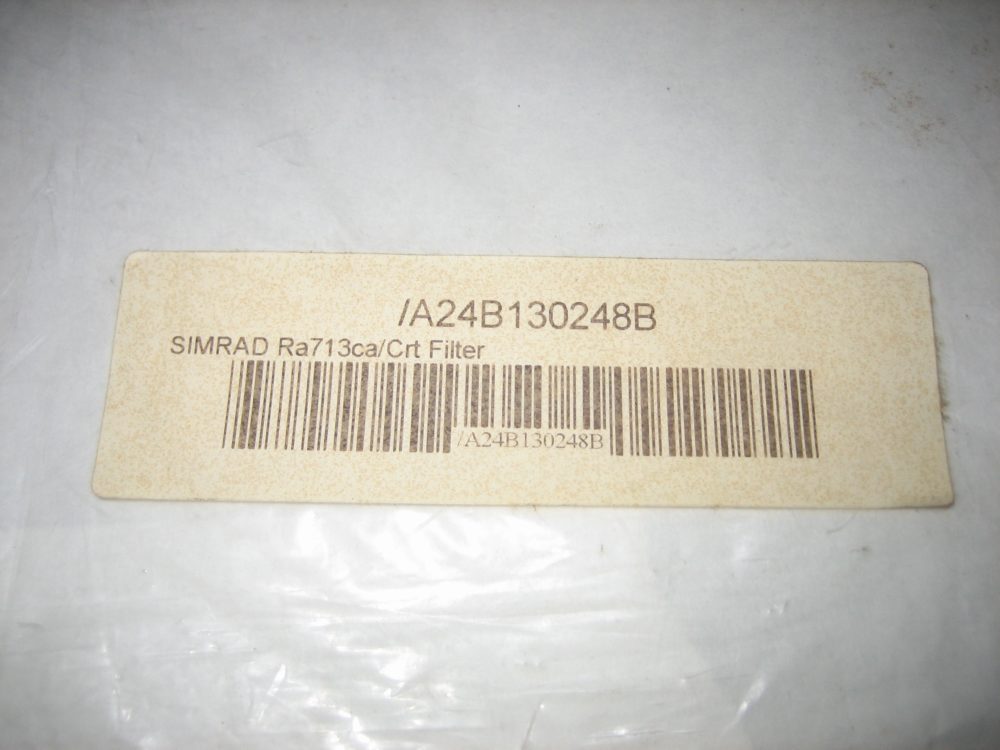 /A24B130248B
SIMRAD Ra713ca/Crt Filter
/A24B130248B